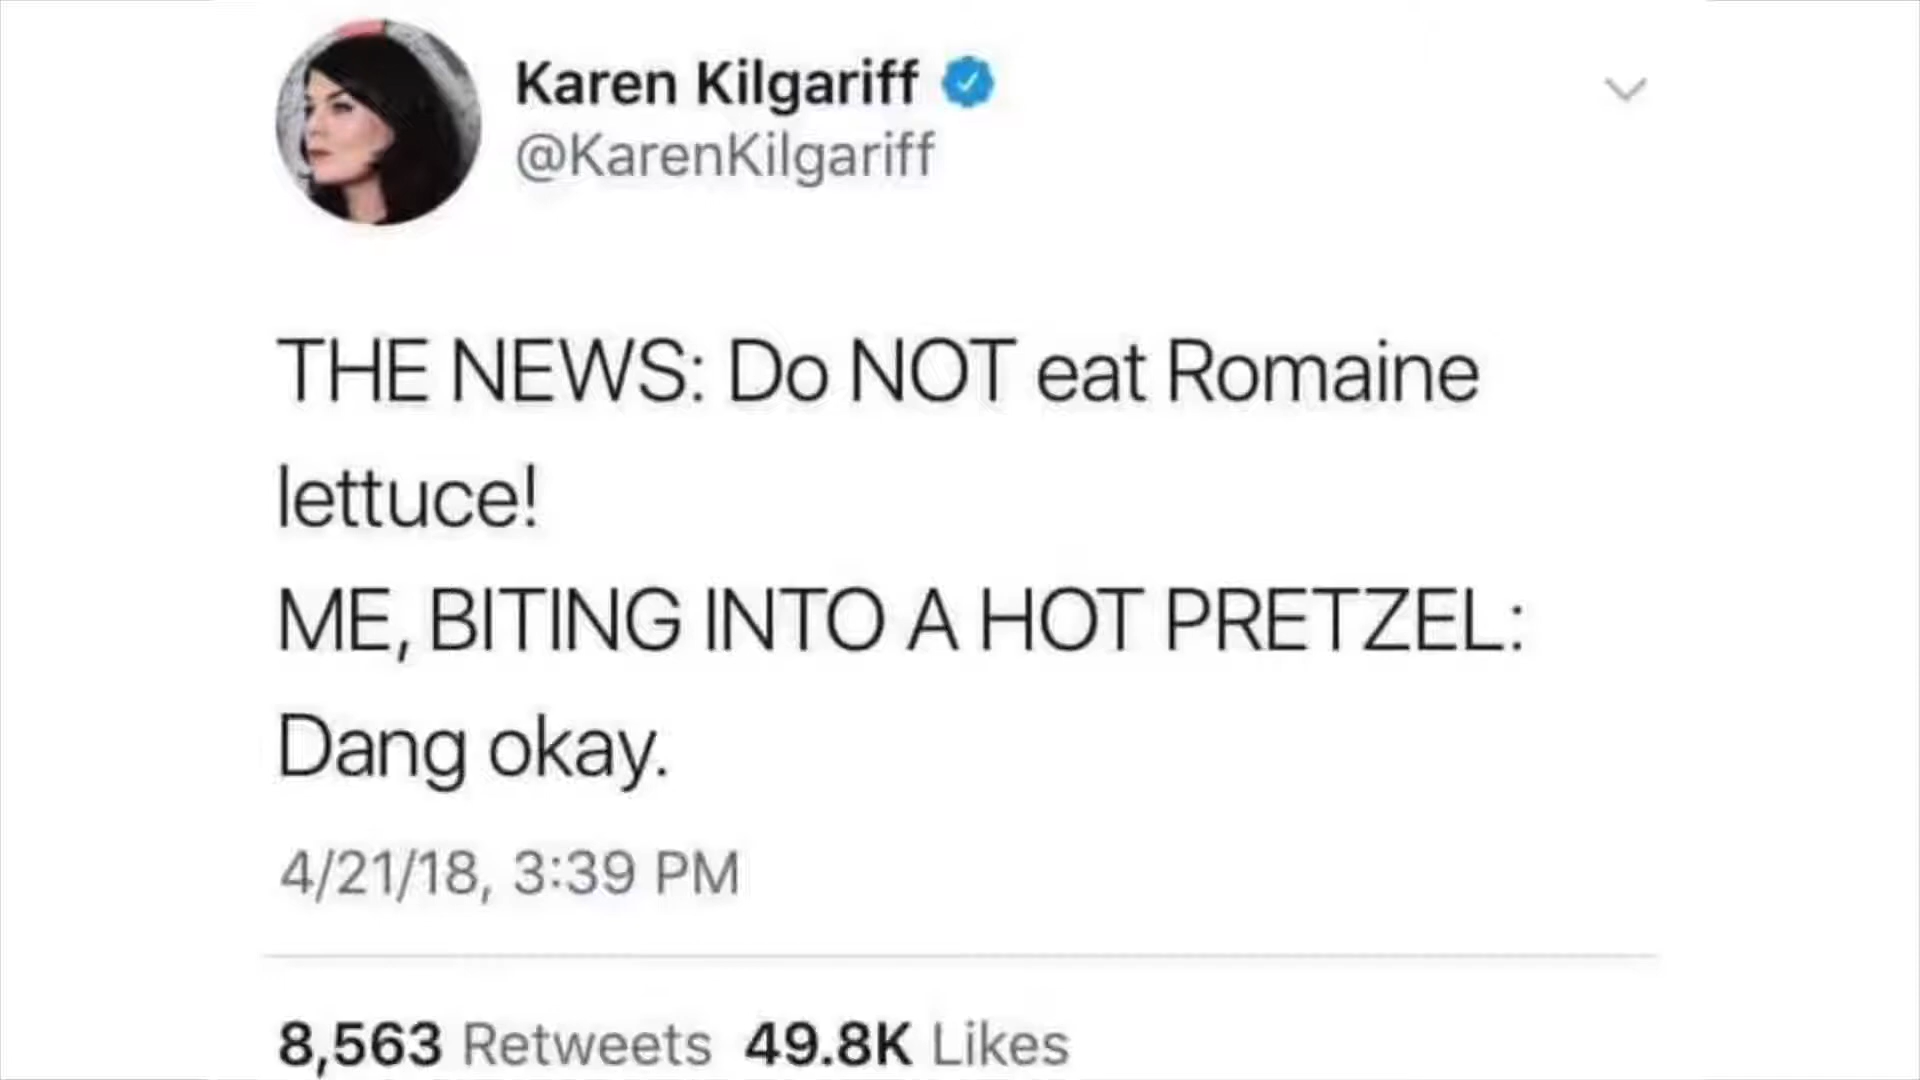 Karen Kilgariff
@KarenKilgariff
THE NEWS: Do NOT eat Romaine
lettuce!
ME, BITING INTO A HOT PRETZEL:
Dang okay.
4/21/18, 3:39 PM
8,563 Retweets 49.8K Likes